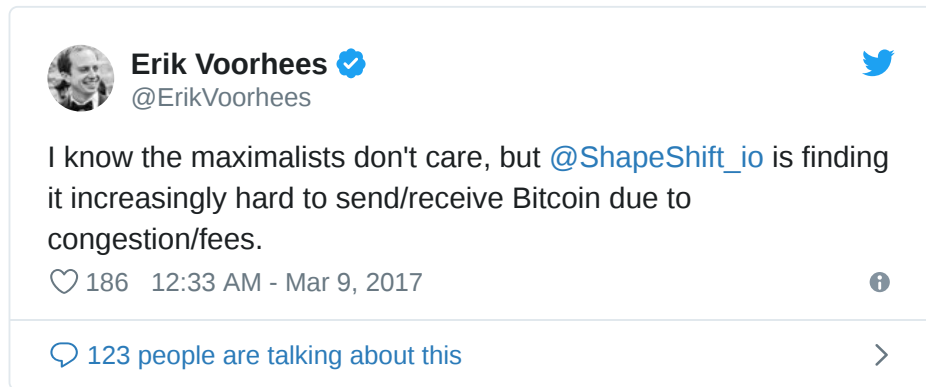 Erik Voorhees
@ErikVoorhees
I know the maximalists don't care, but @ShapeShift_io is finding
it increasingly hard to send/receive Bitcoin due to
congestion/fees.
186 12:33 AM - Mar 9, 2017
123 people are talking about this